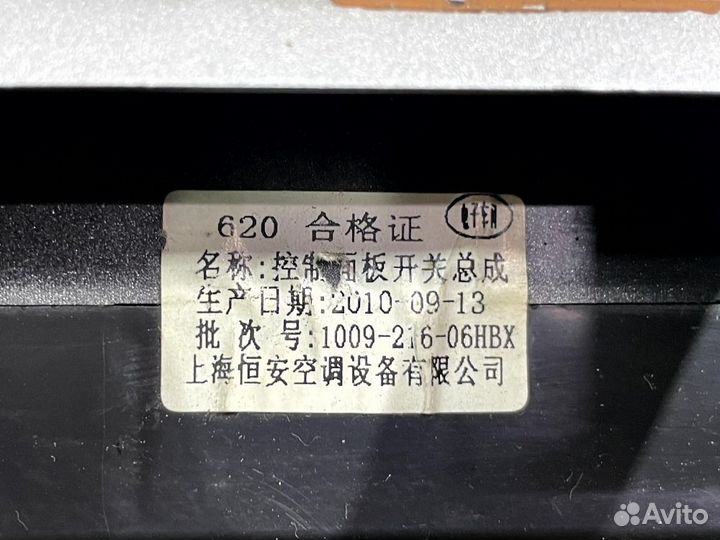 620 合格证
名称:控制面板开关总成
生产日期:2010-09-13
批次号:1009-216-06HBX
上海恒安空调设备有限公司
Avito